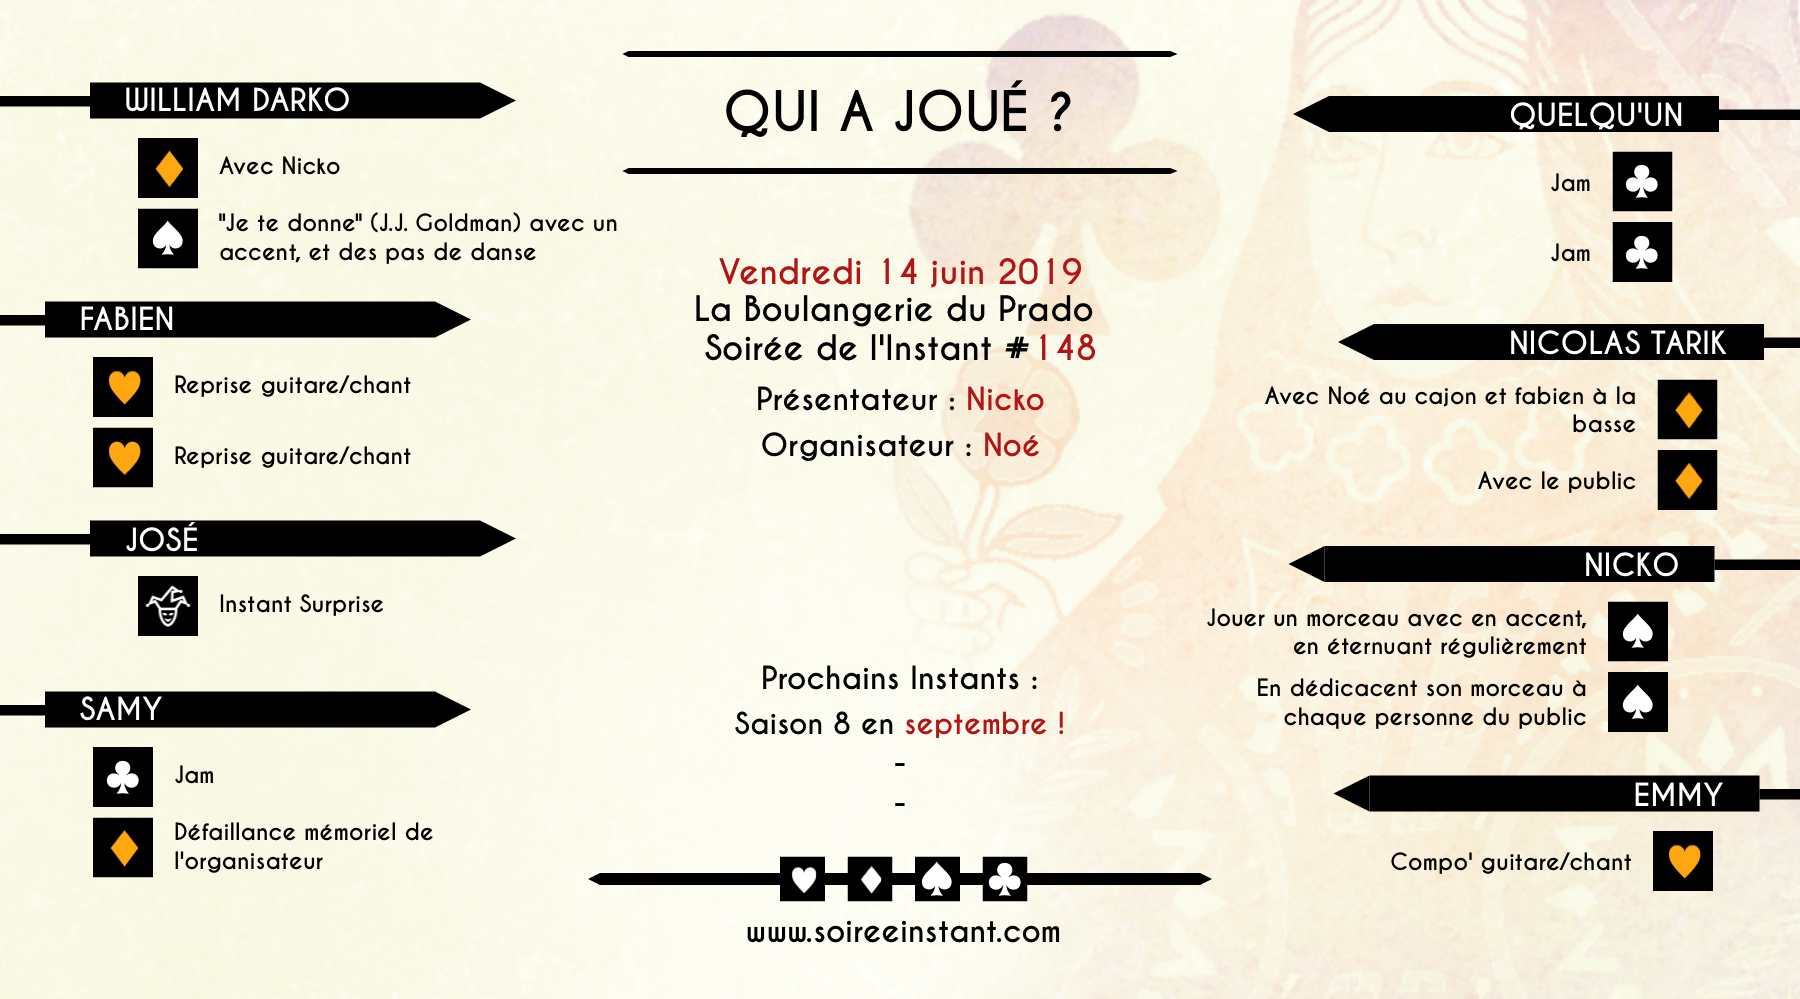 WILLIAM DARKO
Avec Nicko
"Je te donne" (J.J. Goldman) avec un
accent, et des pas de danse
FABIEN
Reprise guitare/chant
Reprise guitare/chant
JOSÉ
Instant Surprise
SAMY
Jam
Défaillance mémoriel de
l'organisateur
QUI A JOUÉ ?
Vendredi 14 juin 2019
La Boulangerie du Prado
Soirée de l'Instant #148
Présentateur : Nicko
Organisateur : Noé
Prochains Instants :
Saison 8 en septembre !
-
-
www.soireeinstant.com
QUELQU'UN
Jam
Jam
NICOLAS TARIK
Avec Noé au cajon et fabien à la
basse
Avec le public
NICKO
Jouer un morceau avec en accent,
en éternuant régulièrement
En dédicacent son morceau à
chaque personne du public
EMMY
Compo' guitare/chant